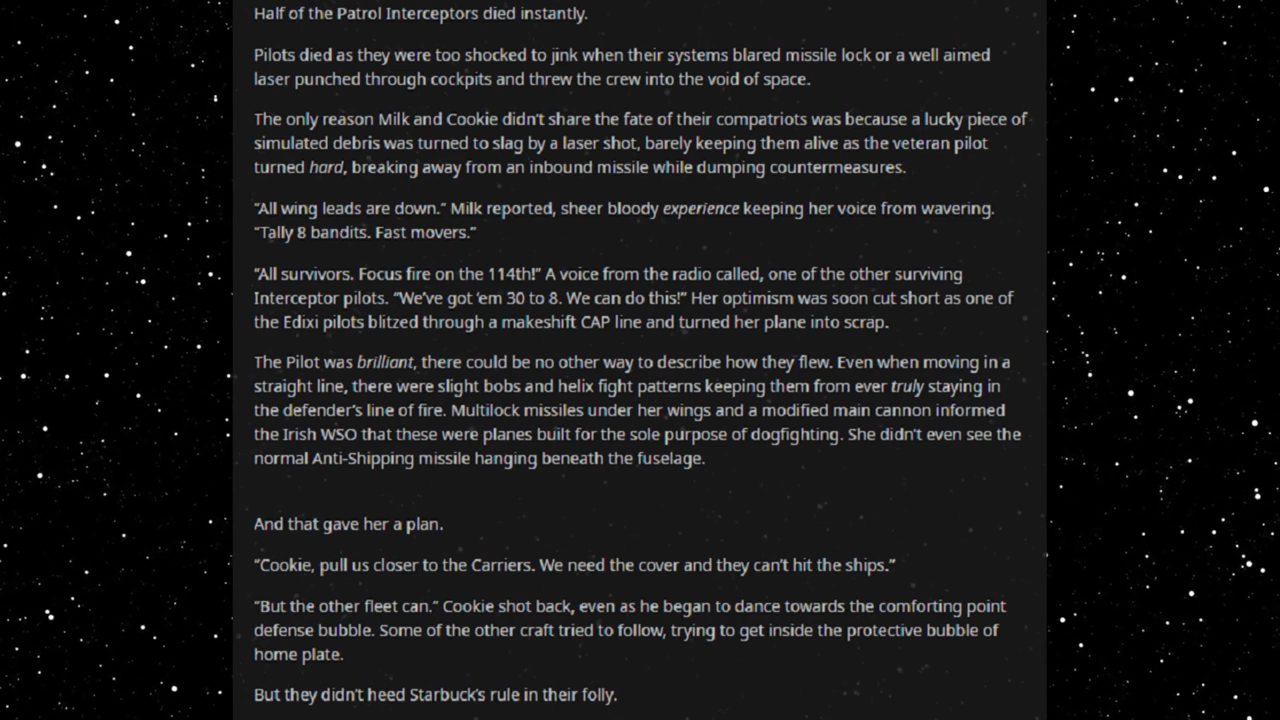 Half of the Patrol Interceptors died instantly.
Pilots died as they were too shocked to jink when their systems blared missile lock or a well aimed
laser punched through cockpits and threw the crew into the void of space.
The only reason Milk and Cookie didn't share the fate of their compatriots was because a lucky piece of
simulated debris was turned to slag by a laser shot, barely keeping them alive as the veteran pilot
turned hard, breaking away from an inbound missile while dumping countermeasures.
“All wing leads are down.” Milk reported, sheer bloody experience keeping her voice from wavering.
“Tally 8 bandits. Fast movers.”
“All survivors. Focus fire on the 114th!” A voice from the radio called, one of the other surviving
Interceptor pilots. “We've got 'em 30 to 8. We can do this!” Her optimism was soon cut short as one of
the Edixi pilots blitzed through a makeshift CAP line and turned her plane into scrap.
The Pilot was brilliant, there could be no other way to describe how they flew. Even when moving in a
straight line, there were slight bobs and helix fight patterns keeping them from ever truly staying in
the defender's line of fire. Multilock missiles under her wings and a modified main cannon informed
the Irish WSO that these were planes built for the sole purpose of dogfighting. She didn't even see the
normal Anti-Shipping missile hanging beneath the fuselage.
And that gave her a plan.
“Cookie, pull us closer to the Carriers. We need the cover and they can't hit the ships.”
“But the other fleet can.” Cookie shot back, even as he began to dance towards the comforting point
defense bubble. Some of the other craft tried to follow, trying to get inside the protective bubble of
home plate.
But they didn't heed Starbuck's rule in their folly.